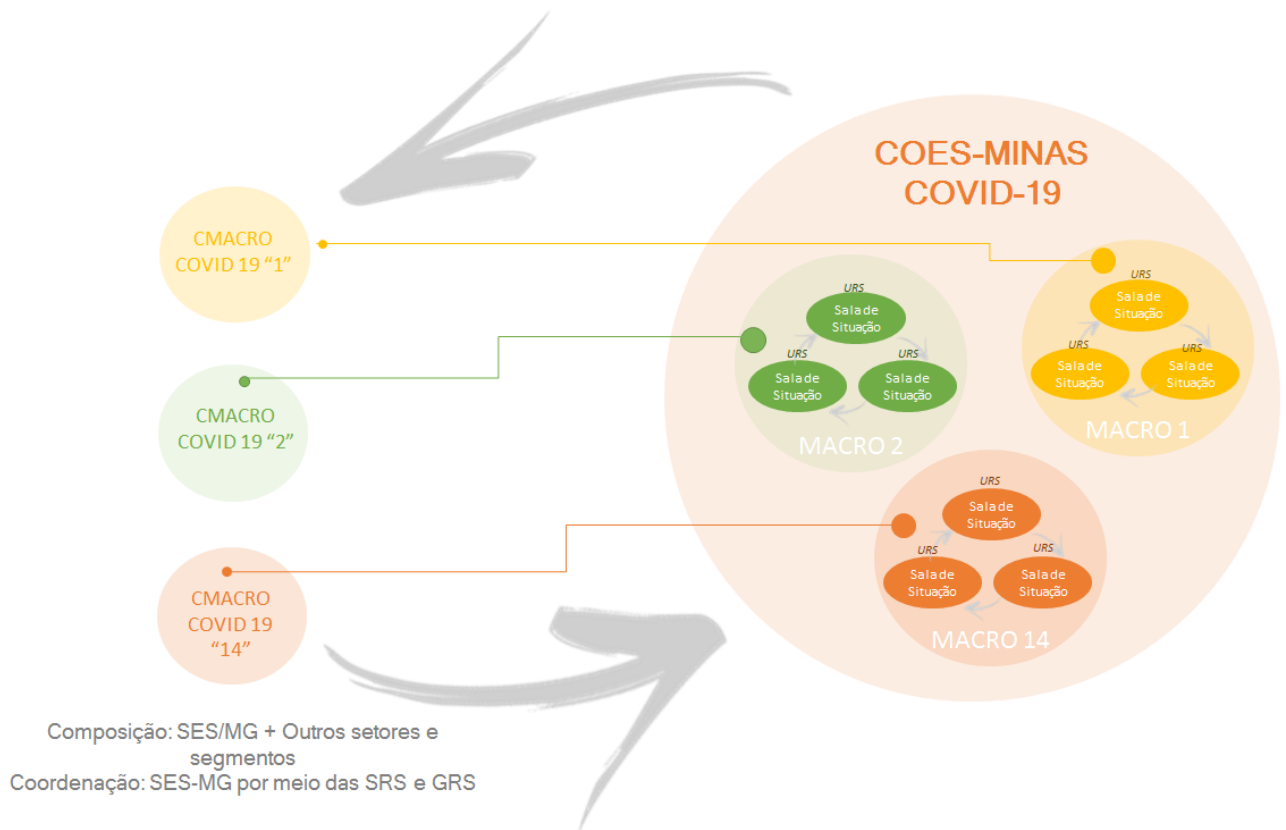 COES-MINAS
COVID-19
CMACRO
COVID 19 “1”
CMACRO
COVID 19 “2”
CMACRO
COVID 19
“14”
URS
Sala de
Situação
URS
Sala de
Situação
URS
Sala de
Situação
MACRO 2
URS
Sala de
Situação
URS
Sala de
Situação
URS
Sala de
Situação
MACRO 1
URS
Sala de
Situação
URS
Sala de
Situação
URS
Sala de
Situação
MACRO 14
Composição: SES/MG + Outros setores e
segmentos
Coordenação: SES-MG por meio das SRS e GRS